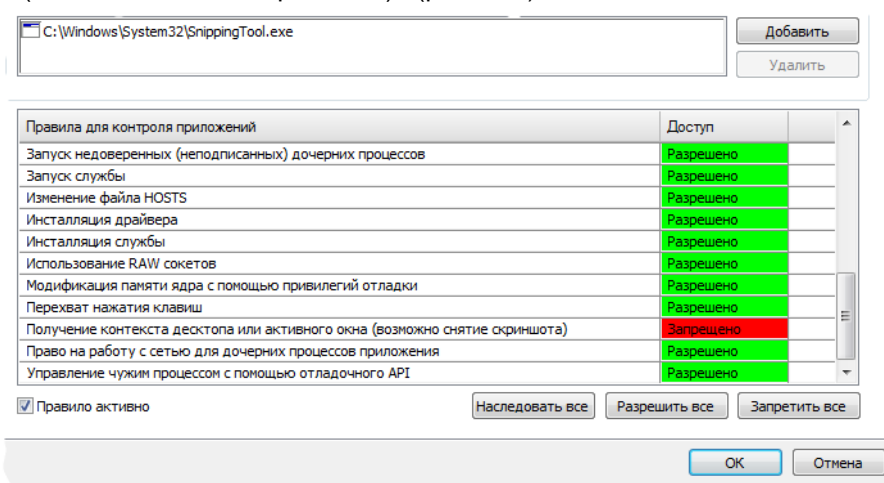 C:\Windows\System32\SnippingTool.exe
Добавить
Удалить
Правила для контроля приложений Доступ
Запуск недоверенных (неподписанных) дочерних процессов Разрешено
Запуск службы Разрешено
Изменение файла HOSTS Разрешено
Инсталляция драйвера Разрешено
Инсталляция службы Разрешено
Использование RAW сокетов Разрешено
Модификация памяти ядра с помощью привилегий отладки Разрешено
Перехват нажатия клавиш Разрешено
Получение контекста десктопа или активного окна (возможно снятие скриншота) Запрещено
Право на работу с сетью для дочерних процессов приложения Разрешено
Управление чужим процессом с помощью отладочного API Разрешено
Правило активно Наследовать все Разрешить все Запретить все
ОК Отмена